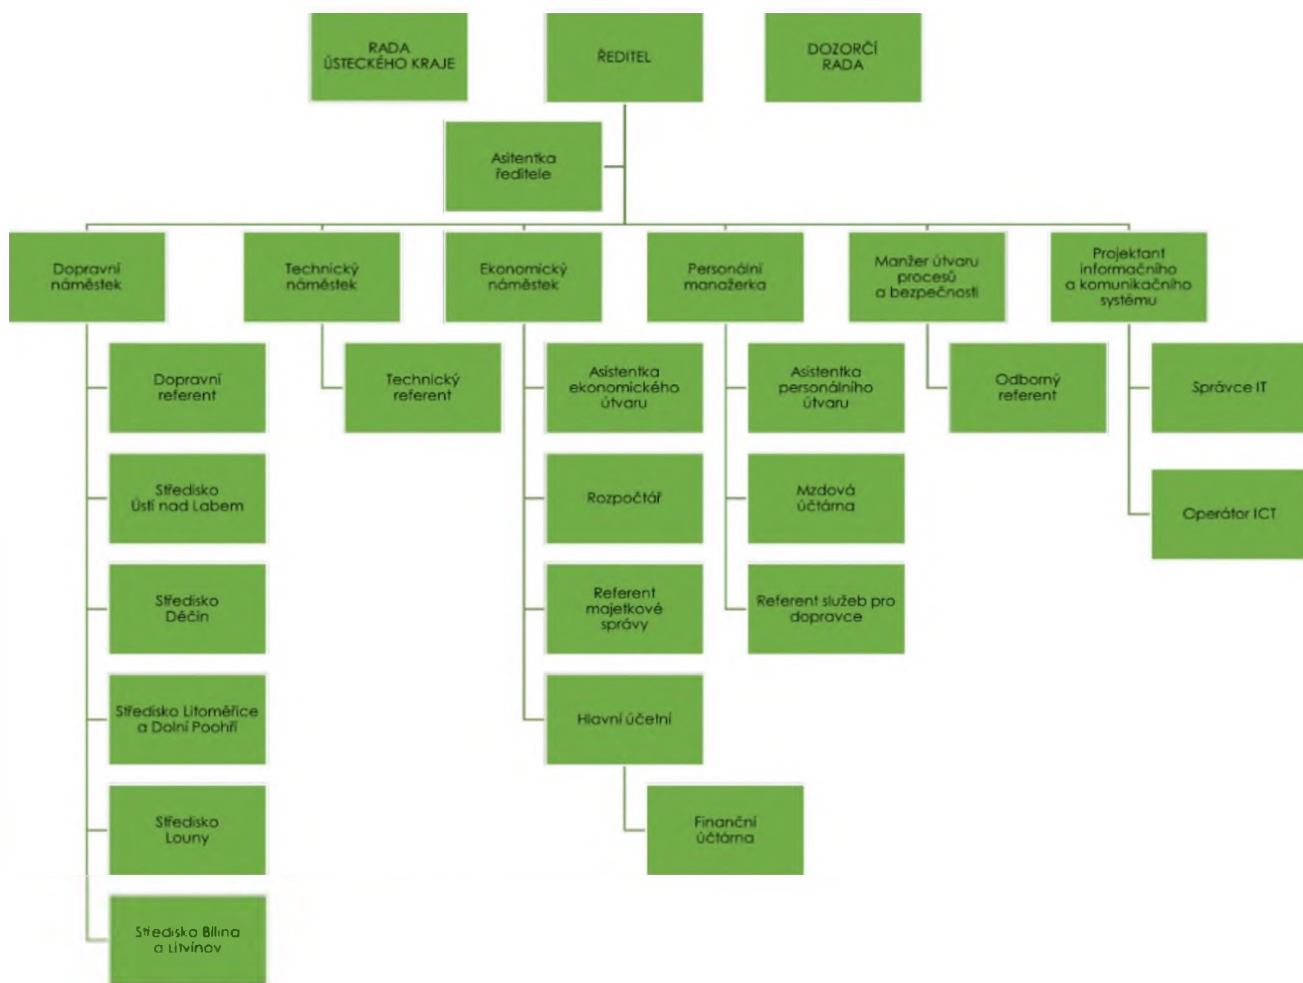 RADA
ÚSTECKÉHO KRAJE
ŘEDITEL
DOZORČÍ
RADA
Asitentka
ředitele
Dopravní
náměstek
Technický
náměstek
Ekonomický
náměstek
Personální
manažerka
Manžer útvaru
procesů
a bezpečnosti
Projektant
informačního
a komunikačního
systému
Dopravní
referent
Technický
referent
Asistentka
ekonomického
útvaru
Asistentka
personálního
útvaru
Odborný
referent
Správce IT
Středisko
Ústí nad Labem
Rozpočtář
Mzdová
účtárna
Operátor ICT
Středisko
Děčín
Referent
majetkové
správy
Referent služeb pro
dopravce
Středisko Litoměřice
a Dolní Poohří
Hlavní účetní
Středisko
Louny
Finanční
účtárna
Středisko Bílina
a Litvínov